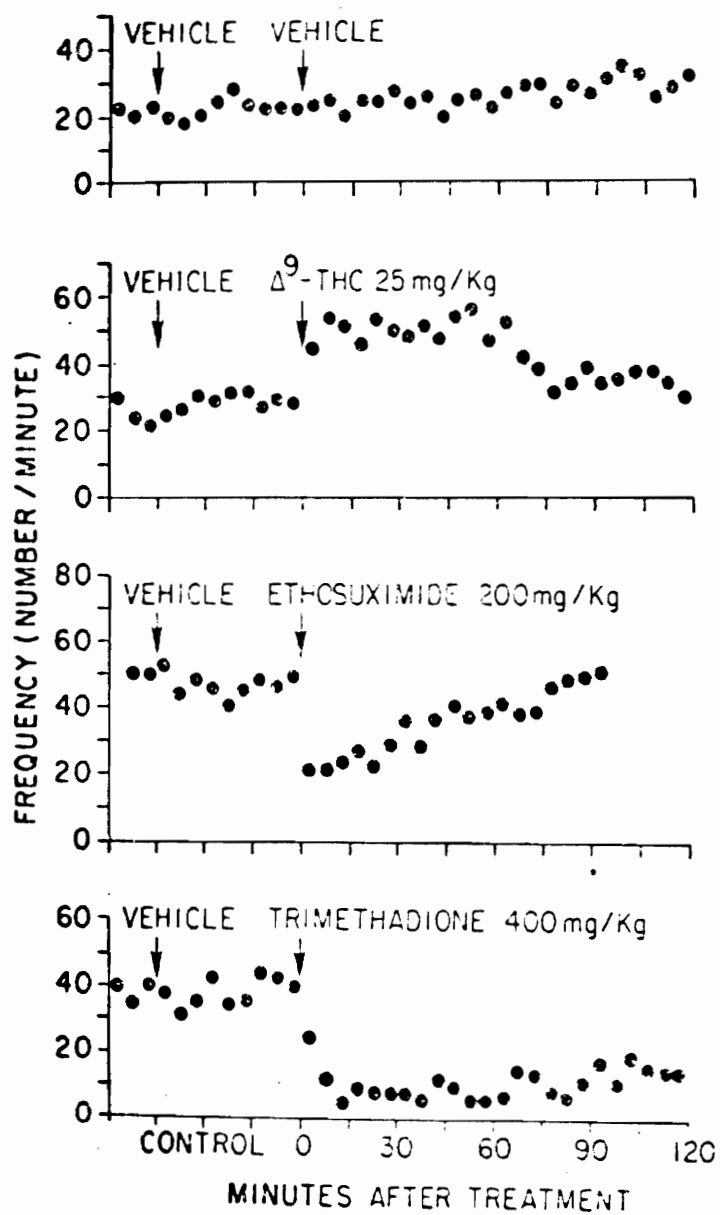 VEHICLE VEHICLE
40
20
0
Δ9-THC 25 mg/Kg
VEHICLE
60
40
20
0
FREQUENCY (NUMBER / MINUTE)
80
VEHICLE ETHOSUXIMIDE 200mg/Kg
60
40
20
0
60
VEHICLE TRIMETHADIONE 400mg/Kg
40
20
0
CONTROL 0 30 60 90 120
MINUTES AFTER TREATMENT